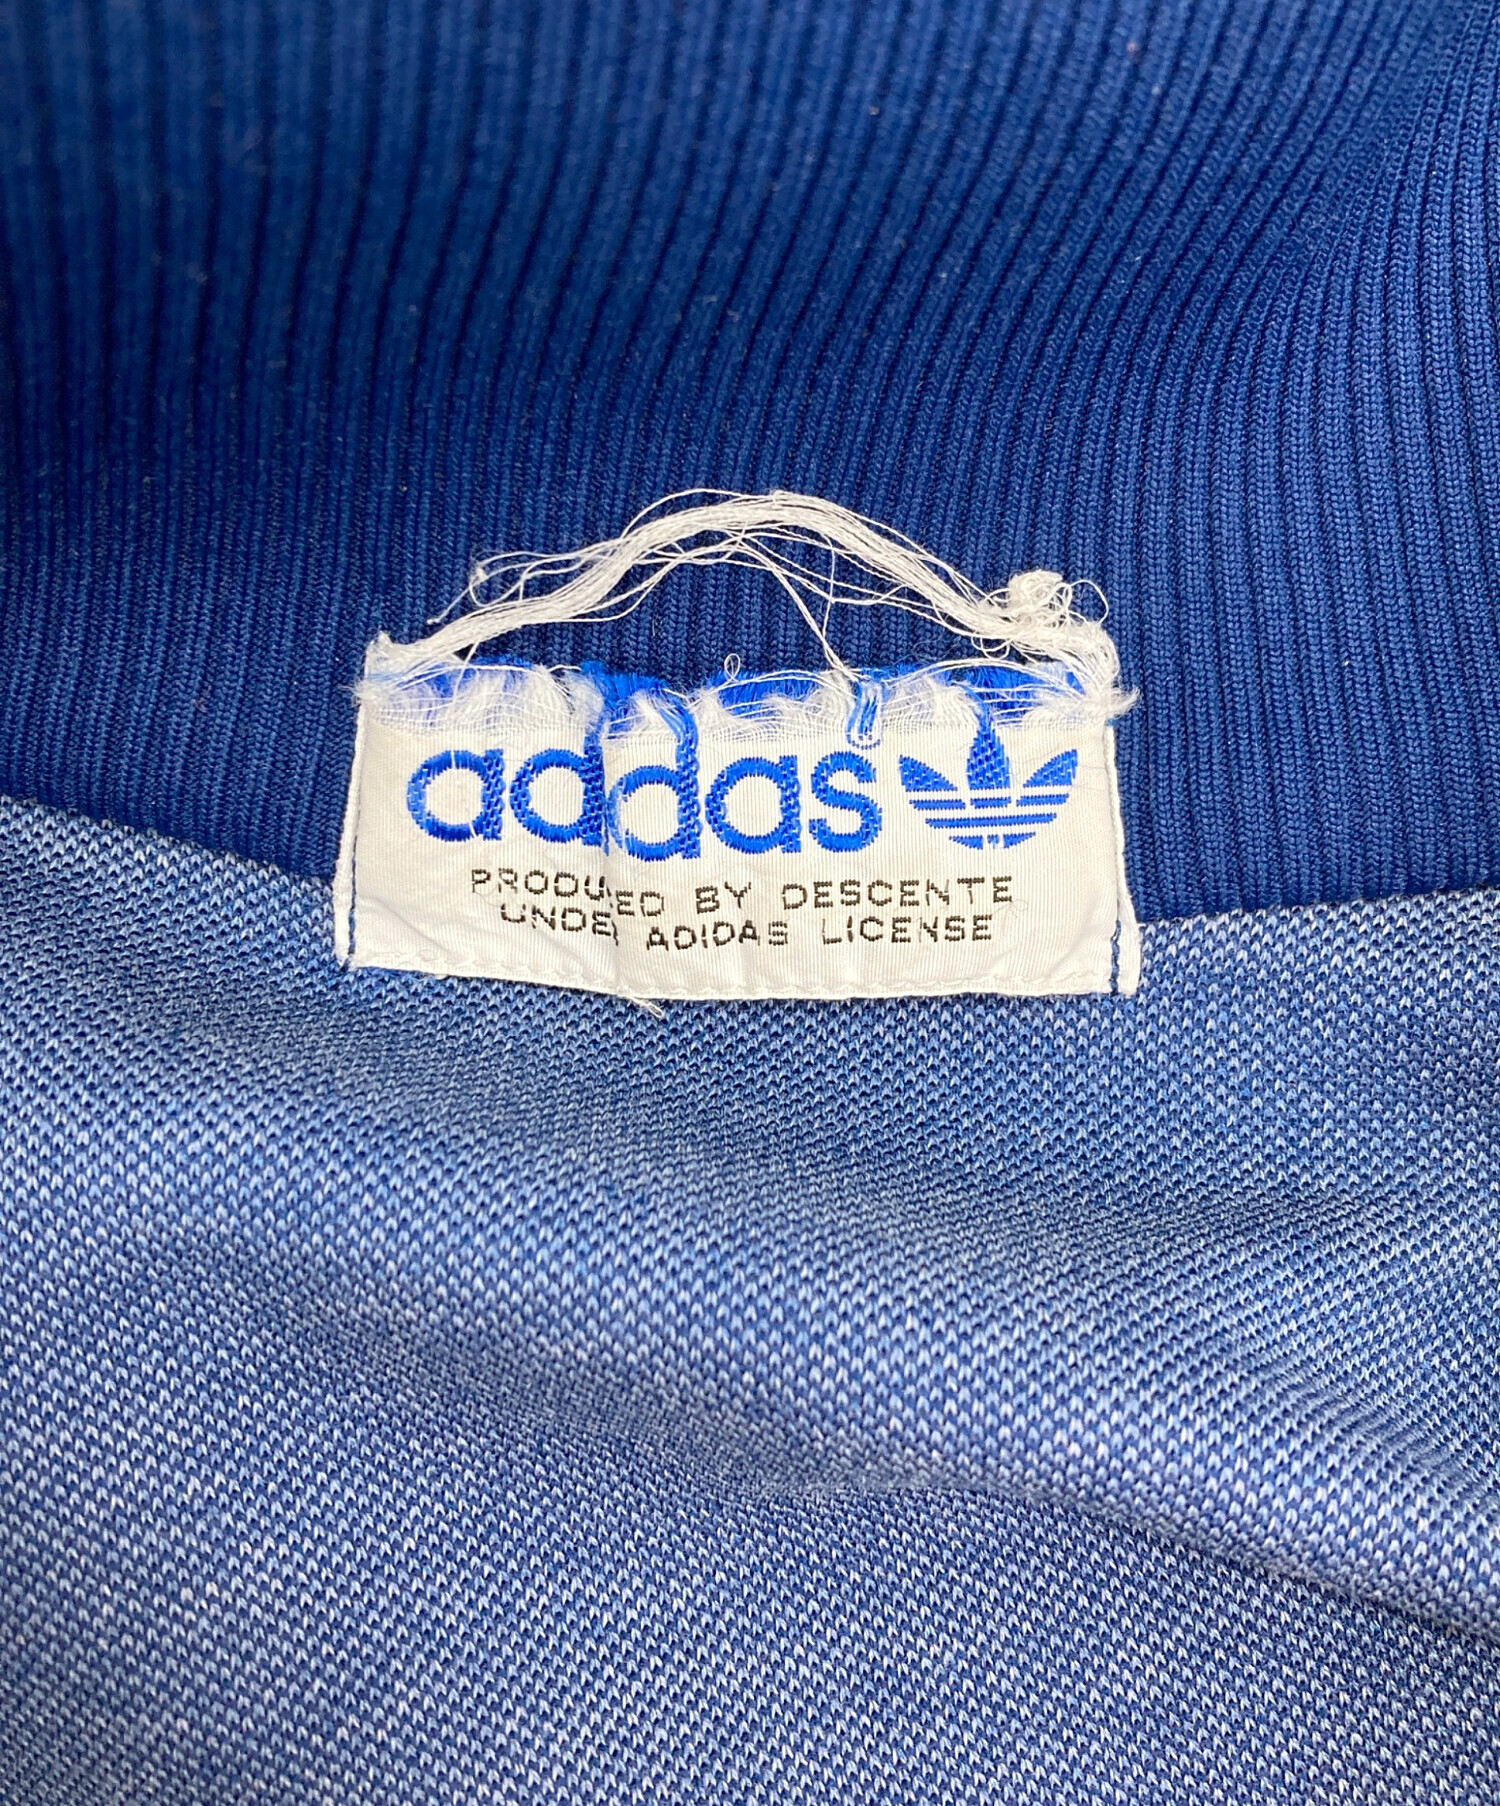 adidas
PRODUCED BY DESCENTE
UNDER ADIDAS LICENSE